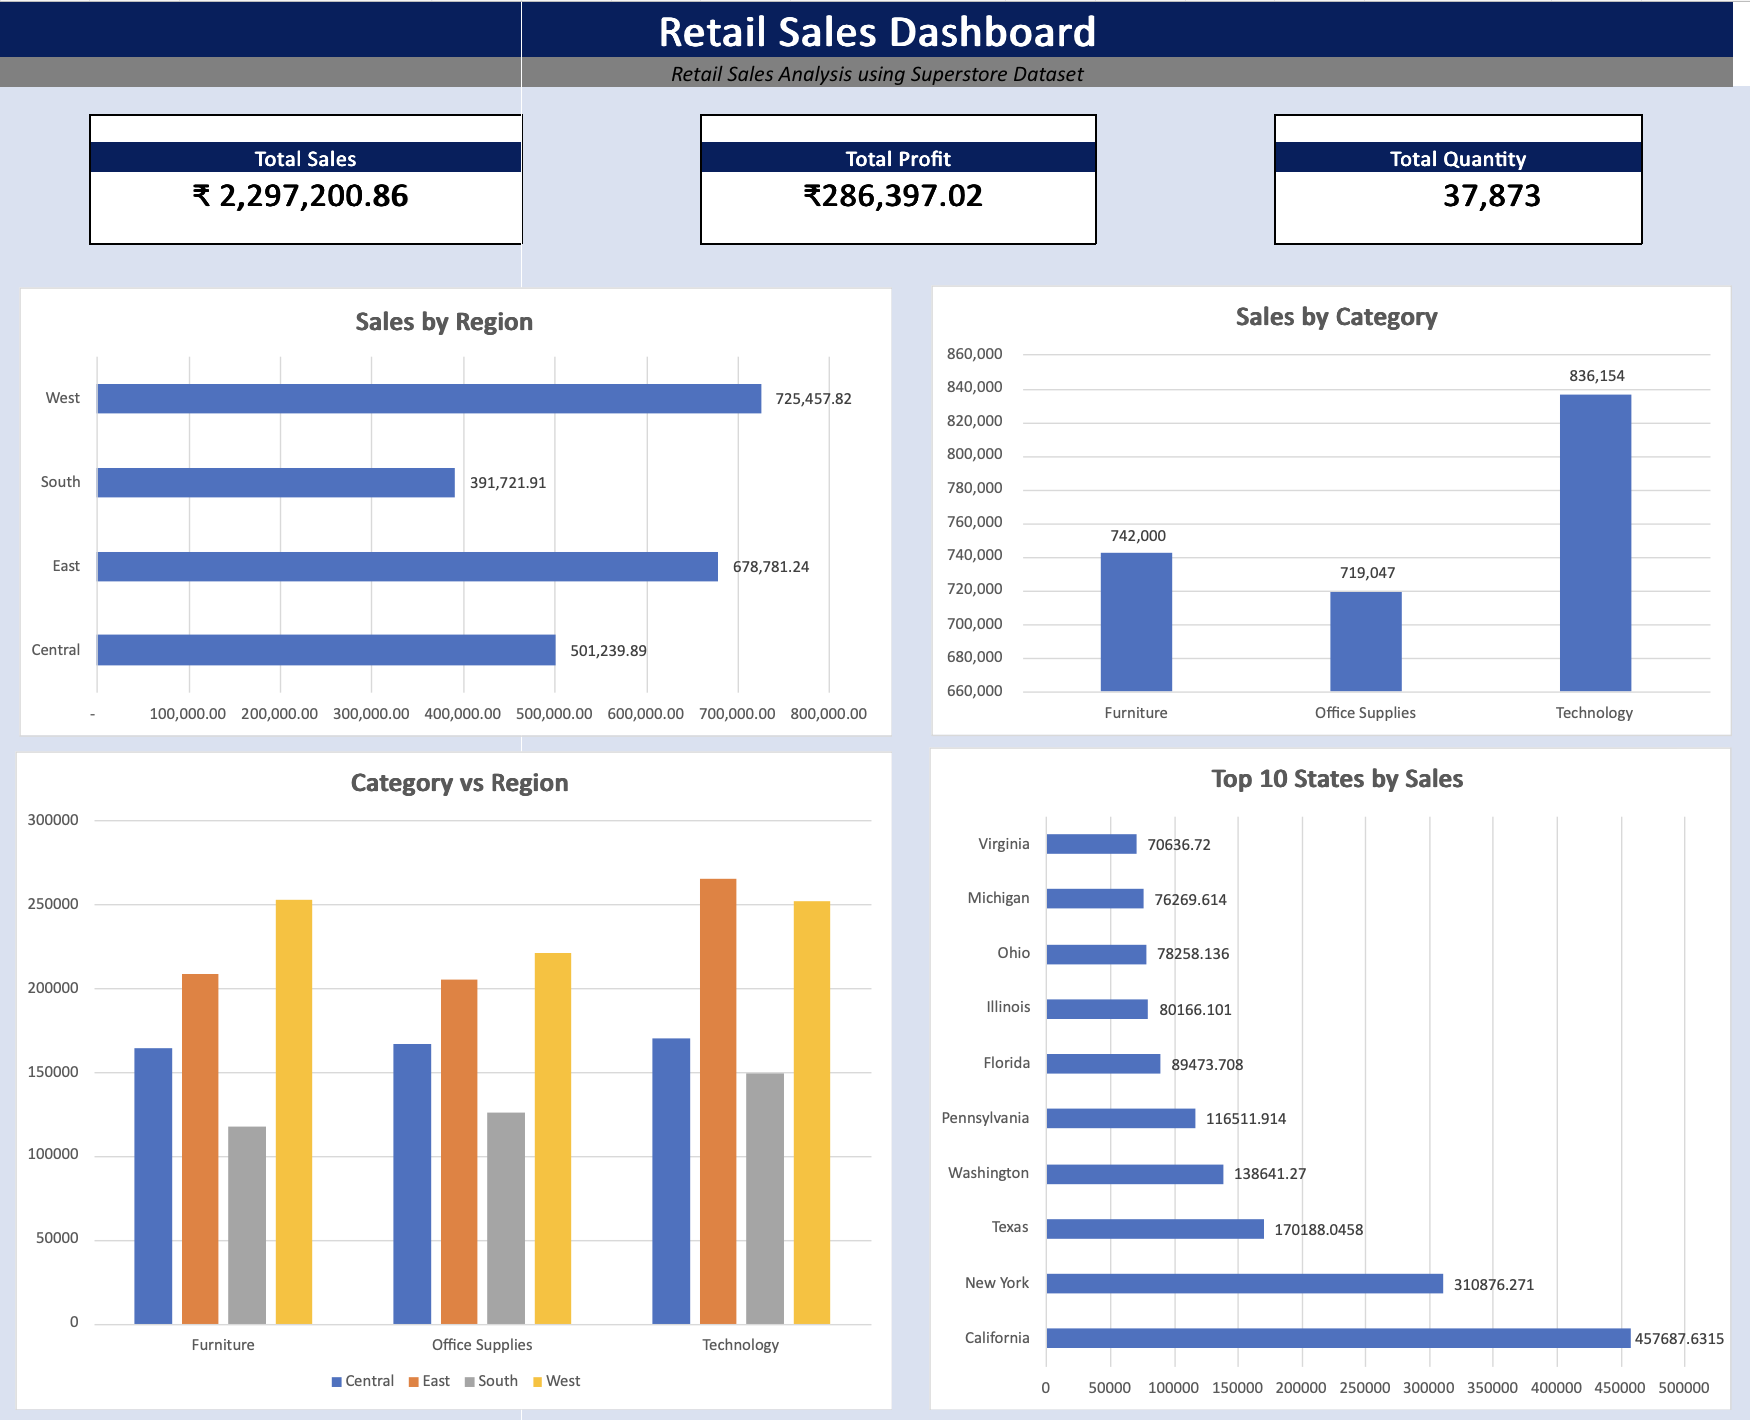 Retail Sales Dashboard
Retail Sales Analysis using Superstore Dataset
Total Sales
₹ 2,297,200.86
Total Profit
₹286,397.02
Total Quantity
37,873
Sales by Region
West 725,457.82
South 391,721.91
East 678,781.24
Central 501,239.89
- 100,000.00 200,000.00 300,000.00 400,000.00 500,000.00 600,000.00 700,000.00 800,000.00
Sales by Category
860,000
840,000
820,000
800,000
780,000
760,000
740,000
720,000
700,000
680,000
660,000
836,154
742,000
719,047
Furniture Office Supplies Technology
Category vs Region
300000
250000
200000
150000
100000
50000
0
Furniture Office Supplies Technology
Central East South West
Top 10 States by Sales
Virginia 70636.72
Michigan 76269.614
Ohio 78258.136
Illinois 80166.101
Florida 89473.708
Pennsylvania 116511.914
Washington 138641.27
Texas 170188.0458
New York 310876.271
California 457687.6315
0 50000 100000 150000 200000 250000 300000 350000 400000 450000 500000